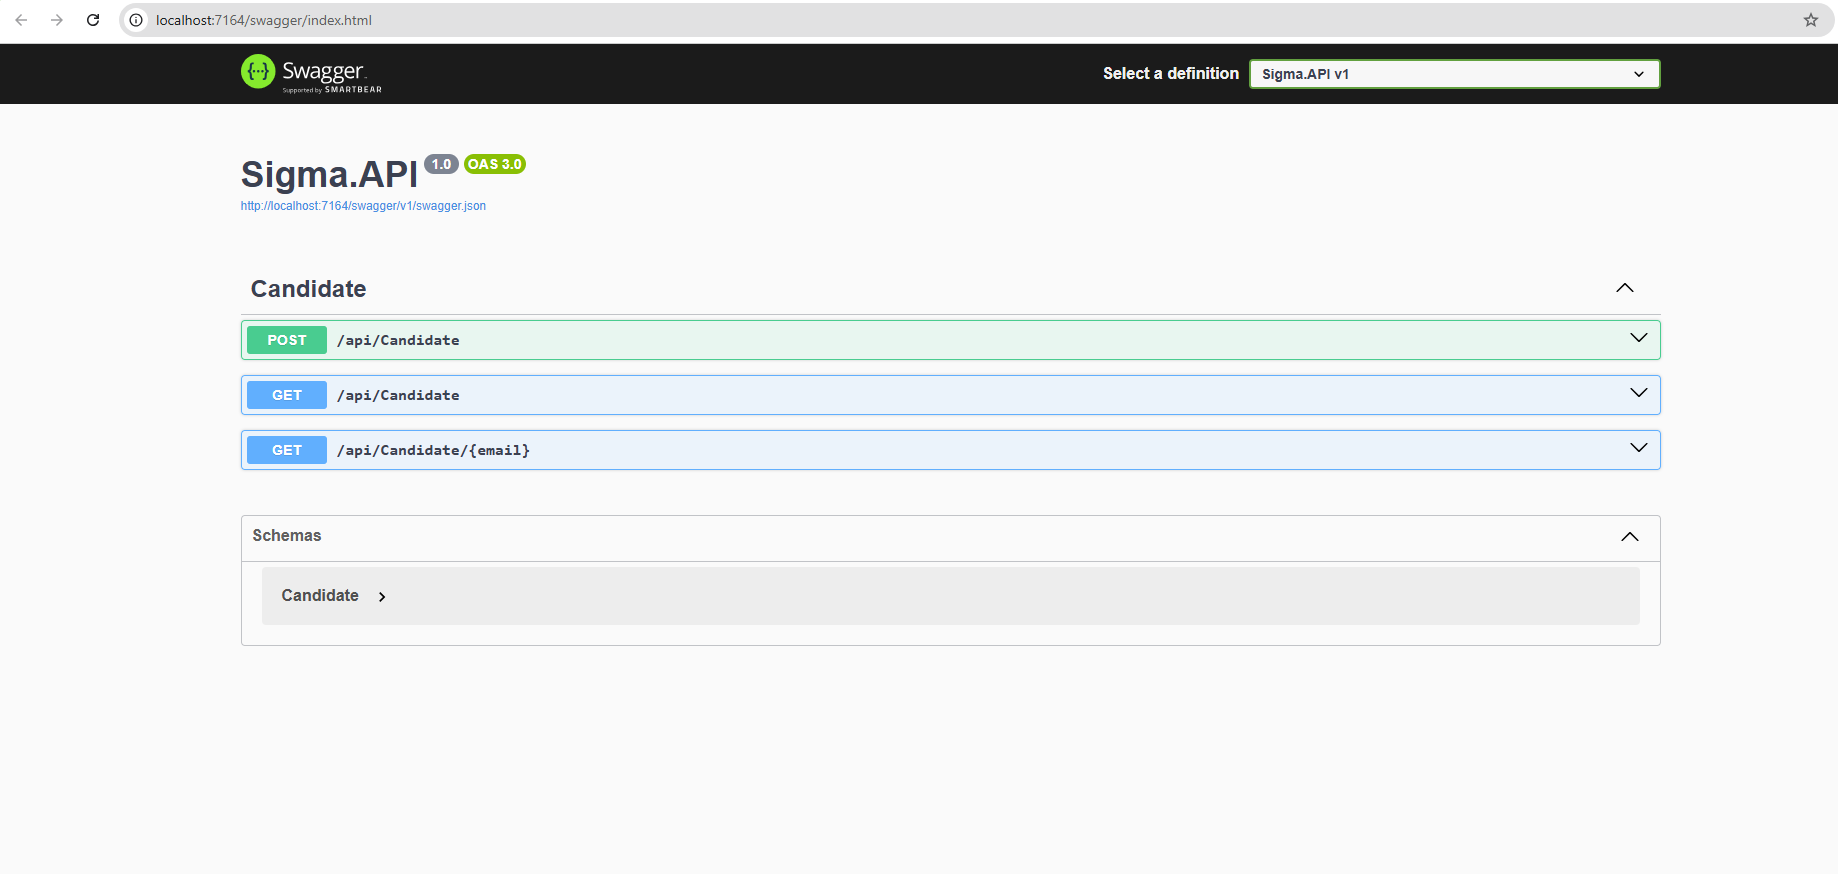 localhost:7164/swagger/index.html
{···} Swagger.
Supported by SMARTBEAR
Select a definition
Sigma.API v1
Sigma.API 1.0 OAS 3.0
http://localhost:7164/swagger/v1/swagger.json
Candidate
POST /api/Candidate
GET /api/Candidate
GET /api/Candidate/{email}
Schemas
Candidate